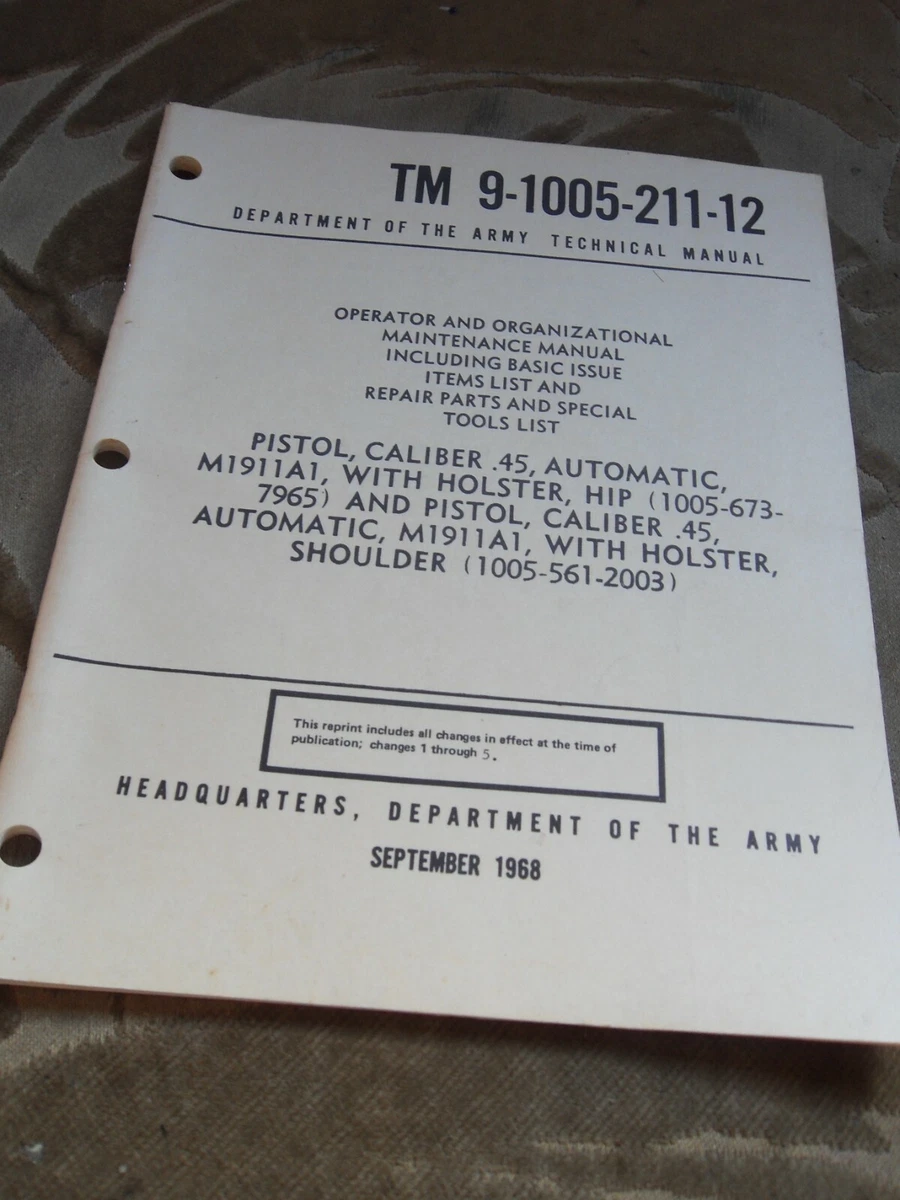 TM 9-1005-211-12
DEPARTMENT OF THE ARMY TECHNICAL MANUAL
OPERATOR AND ORGANIZATIONAL
MAINTENANCE MANUAL
INCLUDING BASIC ISSUE
ITEMS LIST AND
REPAIR PARTS AND SPECIAL
TOOLS LIST
PISTOL, CALIBER .45, AUTOMATIC,
M1911A1, WITH HOLSTER, HIP (1005-673-
7965) AND PISTOL, CALIBER .45,
AUTOMATIC, M1911A1, WITH HOLSTER,
SHOULDER (1005-561-2003)
This reprint includes all changes in effect at the time of
publication; changes 1 through 5.
HEADQUARTERS, DEPARTMENT OF THE ARMY
SEPTEMBER 1968